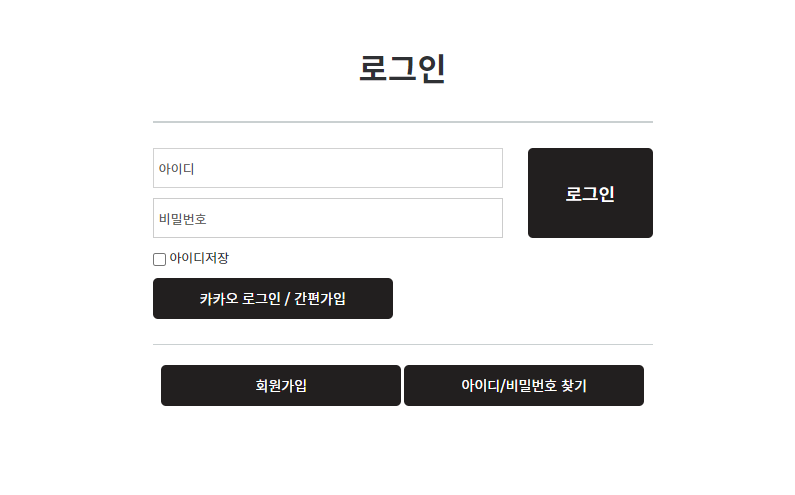 로그인
아이디
비밀번호
로그인
아이디저장
카카오 로그인 / 간편가입
회원가입
아이디/비밀번호 찾기